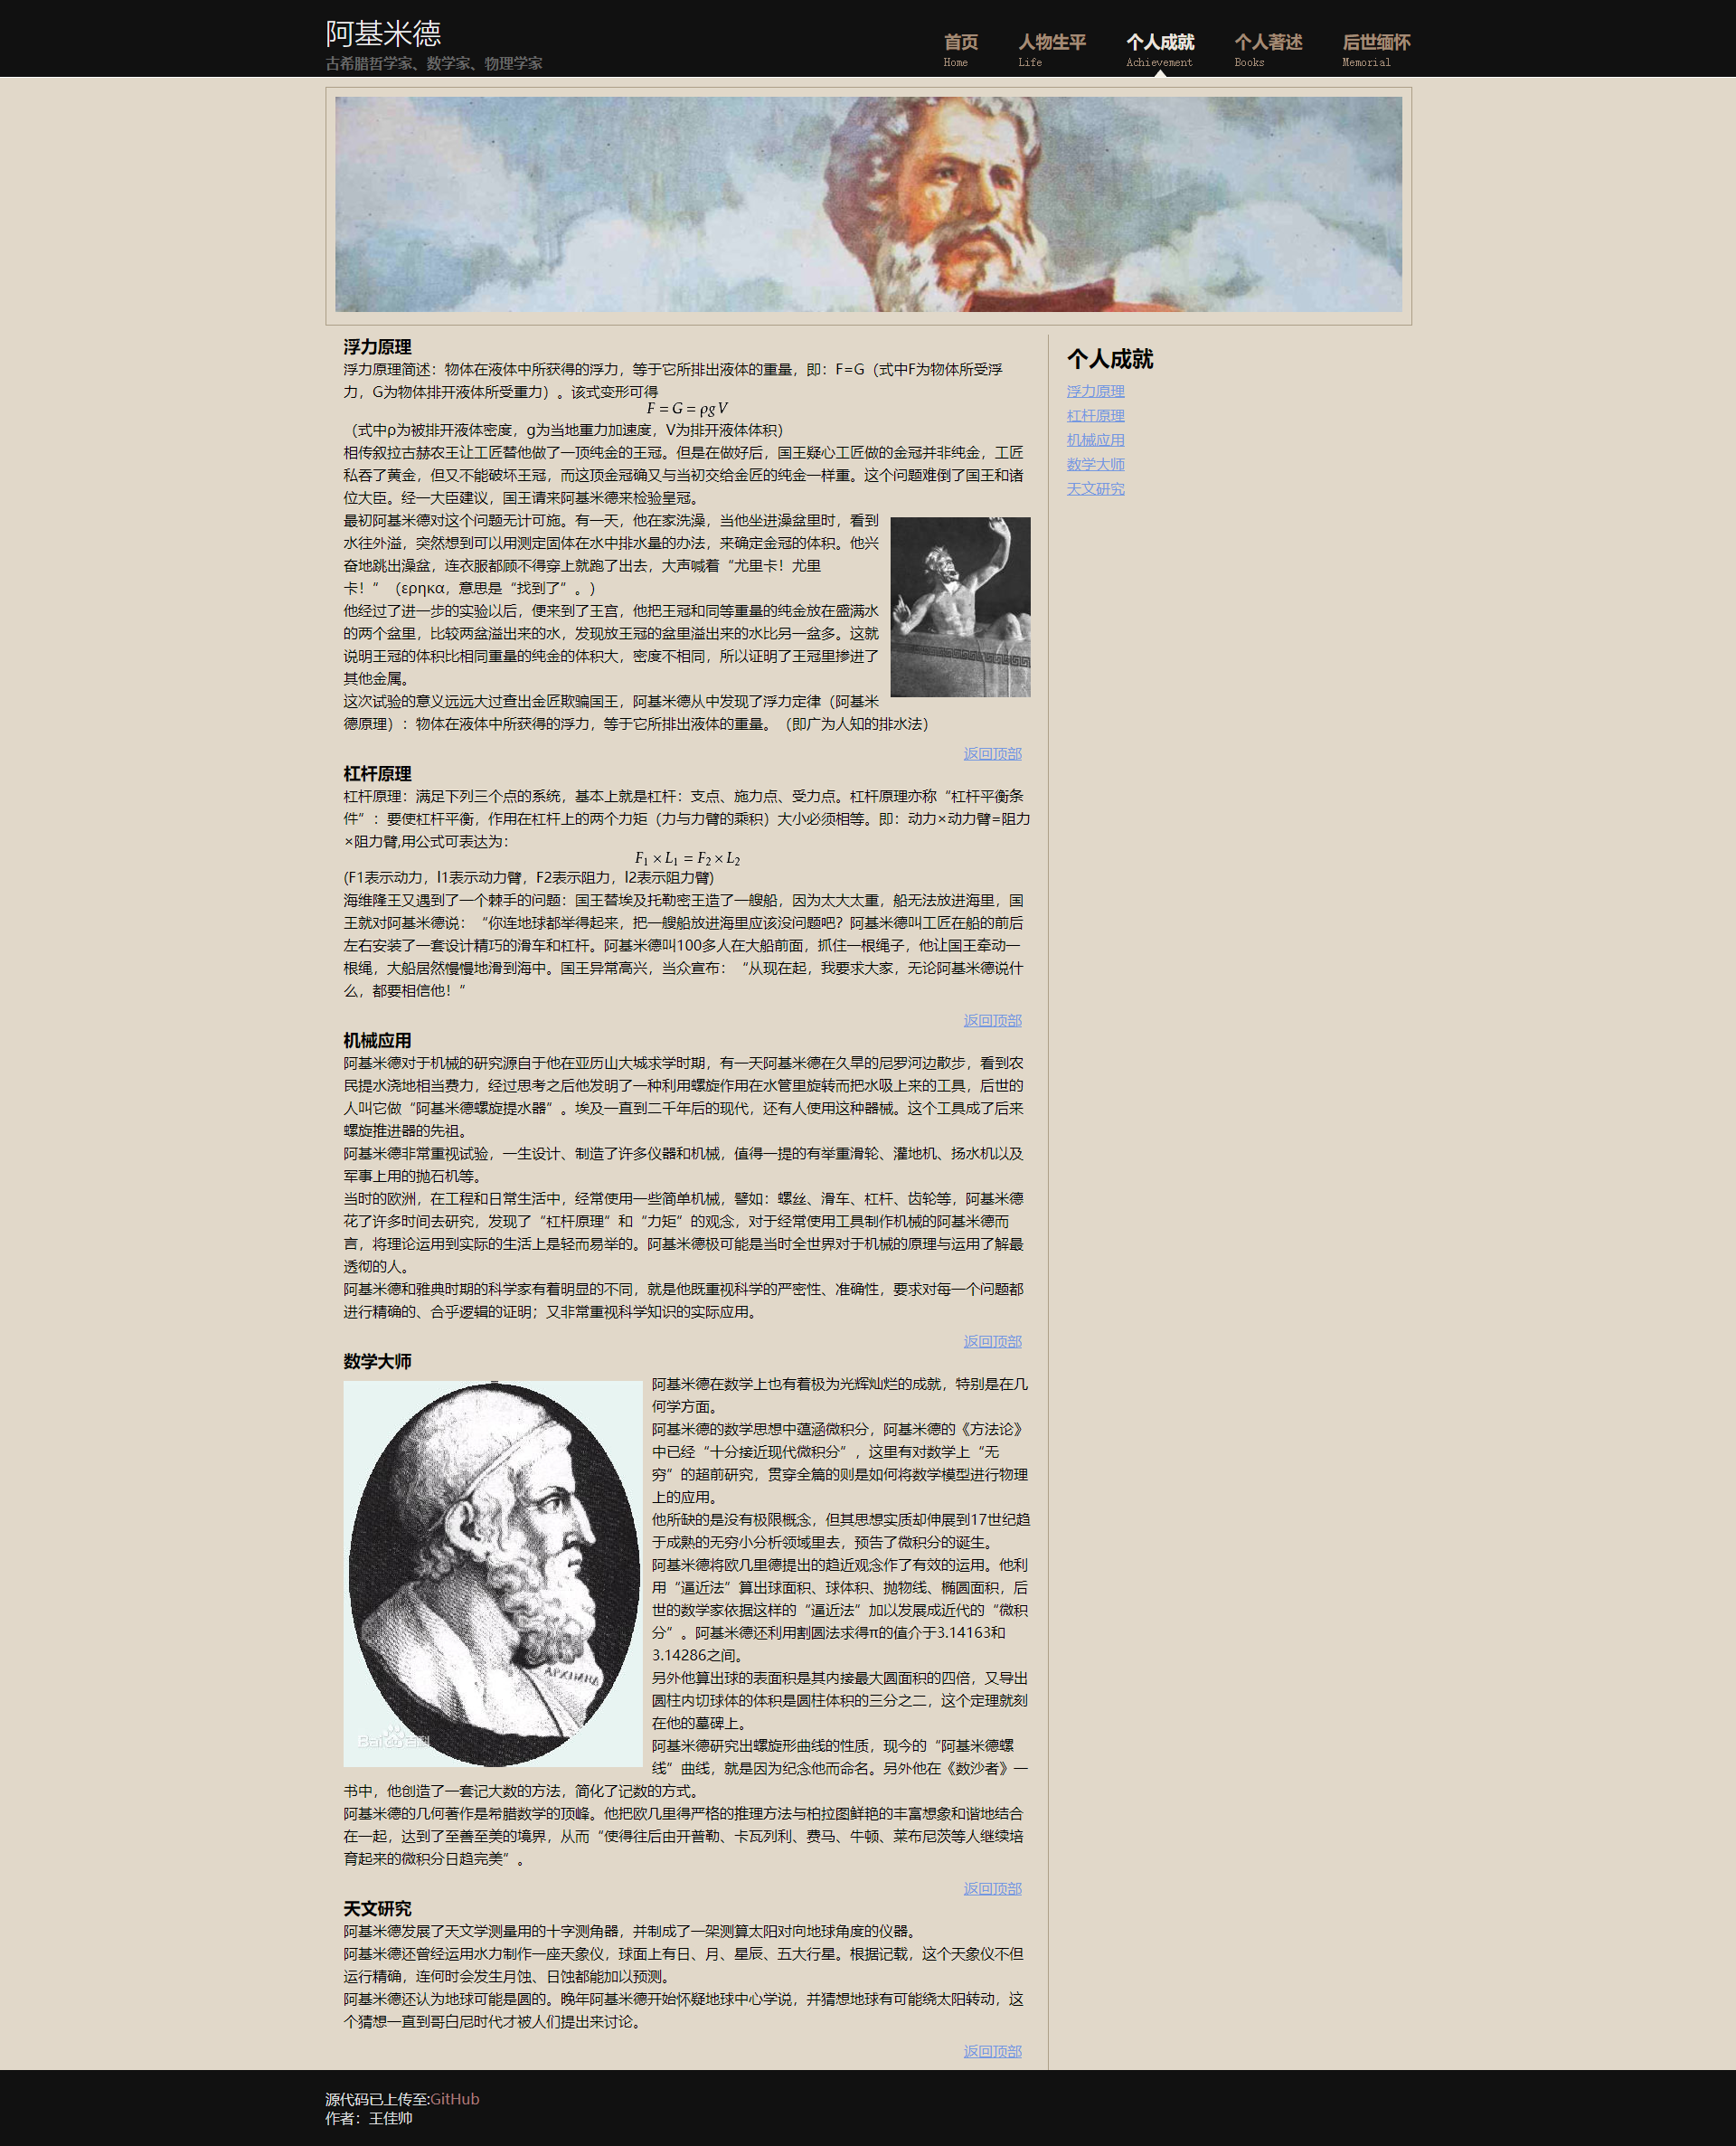 阿基米德
古希腊哲学家、数学家、物理学家
首页
Home
人物生平
Life
个人成就
Achievement
个人著述
Books
后世缅怀
Memorial
浮力原理
浮力原理简述：物体在液体中所获得的浮力，等于它所排出液体的重量，即：F=G（式中F为物体所受浮
力，G为物体排开液体所受重力）。该式变形可得
F = G = ρg V
（式中ρ为被排开液体密度，g为当地重力加速度，V为排开液体体积）
相传叙拉古赫农王让工匠替他做了一顶纯金的王冠。但是在做好后，国王疑心工匠做的金冠并非纯金，工匠
私吞了黄金，但又不能破坏王冠，而这顶金冠确又与当初交给金匠的纯金一样重。这个问题难倒了国王和诸
位大臣。经一大臣建议，国王请来阿基米德来检验皇冠。
最初阿基米德对这个问题无计可施。有一天，他在家洗澡，当他坐进澡盆里时，看到
水往外溢，突然想到可以用测定固体在水中排水量的办法，来确定金冠的体积。他兴
奋地跳出澡盆，连衣服都顾不得穿上就跑了出去，大声喊着“尤里卡！尤里
卡！”（ερηκα，意思是“找到了”。）
他经过了进一步的实验以后，便来到了王宫，他把王冠和同等重量的纯金放在盛满水
的两个盆里，比较两盆溢出来的水，发现放王冠的盆里溢出来的水比另一盆多。这就
说明王冠的体积比相同重量的纯金的体积大，密度不相同，所以证明了王冠里掺进了
其他金属。
这次试验的意义远远大过查出金匠欺骗国王，阿基米德从中发现了浮力定律（阿基米
德原理）：物体在液体中所获得的浮力，等于它所排出液体的重量。（即广为人知的排水法）
返回顶部
杠杆原理
杠杆原理：满足下列三个点的系统，基本上就是杠杆：支点、施力点、受力点。杠杆原理亦称“杠杆平衡条
件”：要使杠杆平衡，作用在杠杆上的两个力矩（力与力臂的乘积）大小必须相等。即：动力×动力臂=阻力
×阻力臂,用公式可表达为：
F₁ × L₁ = F₂ × L₂
(F1表示动力，l1表示动力臂，F2表示阻力，l2表示阻力臂)
海维隆王又遇到了一个棘手的问题：国王替埃及托勒密王造了一艘船，因为太大太重，船无法放进海里，国
王就对阿基米德说：“你连地球都举得起来，把一艘船放进海里应该没问题吧？阿基米德叫工匠在船的前后
左右安装了一套设计精巧的滑车和杠杆。阿基米德叫100多人在大船前面，抓住一根绳子，他让国王牵动一
根绳，大船居然慢慢地滑到海中。国王异常高兴，当众宣布：“从现在起，我要求大家，无论阿基米德说什
么，都要相信他！”
返回顶部
机械应用
阿基米德对于机械的研究源自于他在亚历山大城求学时期，有一天阿基米德在久旱的尼罗河边散步，看到农
民提水浇地相当费力，经过思考之后他发明了一种利用螺旋作用在水管里旋转而把水吸上来的工具，后世的
人叫它做“阿基米德螺旋提水器”。埃及一直到二千年后的现代，还有人使用这种器械。这个工具成了后来
螺旋推进器的先祖。
阿基米德非常重视试验，一生设计、制造了许多仪器和机械，值得一提的有举重滑轮、灌地机、扬水机以及
军事上用的抛石机等。
当时的欧洲，在工程和日常生活中，经常使用一些简单机械，譬如：螺丝、滑车、杠杆、齿轮等，阿基米德
花了许多时间去研究，发现了“杠杆原理”和“力矩”的观念，对于经常使用工具制作机械的阿基米德而
言，将理论运用到实际的生活上是轻而易举的。阿基米德极可能是当时全世界对于机械的原理与运用了解最
透彻的人。
阿基米德和雅典时期的科学家有着明显的不同，就是他既重视科学的严密性、准确性，要求对每一个问题都
进行精确的、合乎逻辑的证明；又非常重视科学知识的实际应用。
返回顶部
数学大师
阿基米德在数学上也有着极为光辉灿烂的成就，特别是在几
何学方面。
阿基米德的数学思想中蕴涵微积分，阿基米德的《方法论》
中已经“十分接近现代微积分”，这里有对数学上“无
穷”的超前研究，贯穿全篇的则是如何将数学模型进行物理
上的应用。
他所缺的是没有极限概念，但其思想实质却伸展到17世纪趋
于成熟的无穷小分析领域里去，预告了微积分的诞生。
阿基米德将欧几里德提出的趋近观念作了有效的运用。他利
用“逼近法”算出球面积、球体积、抛物线、椭圆面积，后
世的数学家依据这样的“逼近法”加以发展成近代的“微积
分”。阿基米德还利用割圆法求得π的值介于3.14163和
3.14286之间。
另外他算出球的表面积是其内接最大圆面积的四倍，又导出
圆柱内切球体的体积是圆柱体积的三分之二，这个定理就刻
在他的墓碑上。
阿基米德研究出螺旋形曲线的性质，现今的“阿基米德螺
线”曲线，就是因为纪念他而命名。另外他在《数沙者》一
书中，他创造了一套记大数的方法，简化了记数的方式。
阿基米德的几何著作是希腊数学的顶峰。他把欧几里得严格的推理方法与柏拉图鲜艳的丰富想象和谐地结合
在一起，达到了至善至美的境界，从而“使得往后由开普勒、卡瓦列利、费马、牛顿、莱布尼茨等人继续培
育起来的微积分日趋完美”。
Bai百科
返回顶部
天文研究
阿基米德发展了天文学测量用的十字测角器，并制成了一架测算太阳对向地球角度的仪器。
阿基米德还曾经运用水力制作一座天象仪，球面上有日、月、星辰、五大行星。根据记载，这个天象仪不但
运行精确，连何时会发生月蚀、日蚀都能加以预测。
阿基米德还认为地球可能是圆的。晚年阿基米德开始怀疑地球中心学说，并猜想地球有可能绕太阳转动，这
个猜想一直到哥白尼时代才被人们提出来讨论。
返回顶部
个人成就
浮力原理
杠杆原理
机械应用
数学大师
天文研究
源代码已上传至:GitHub
作者：王佳帅